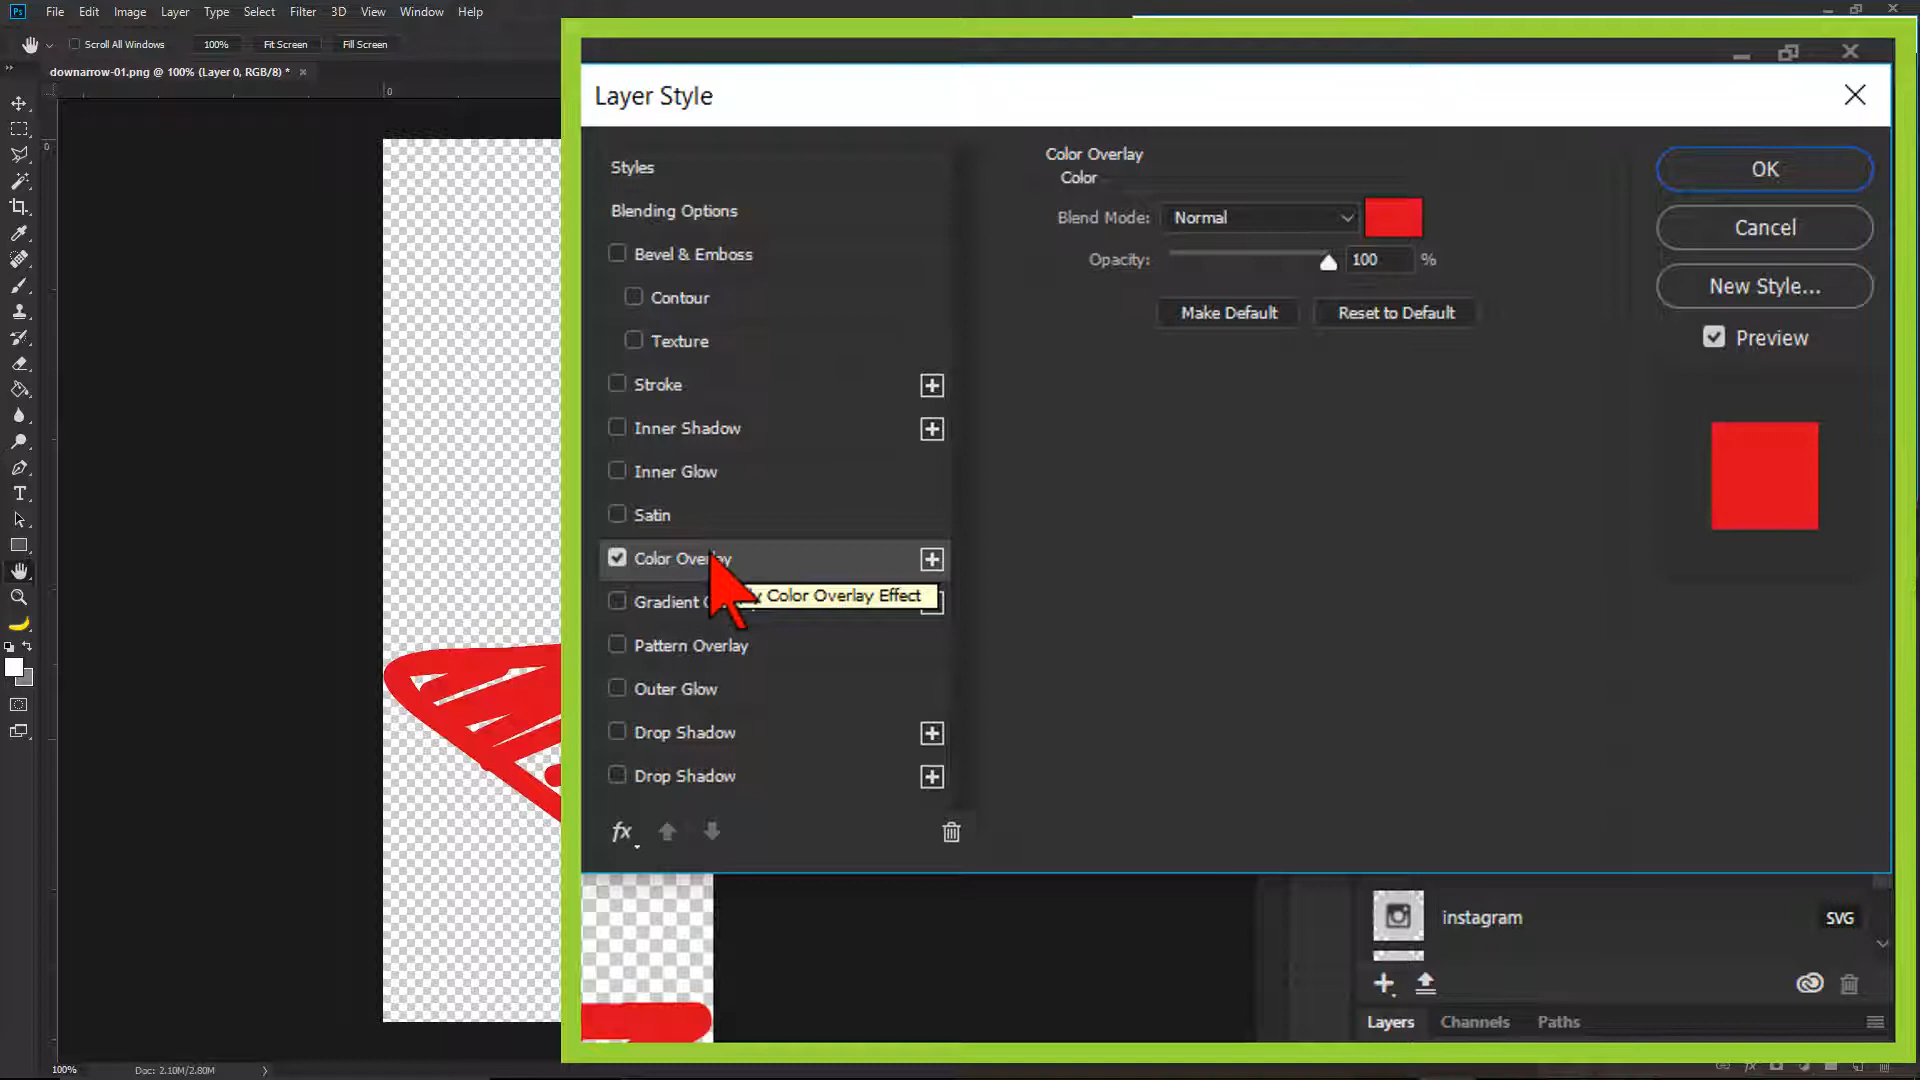 Ps File Edit Image Layer Type Select Filter 3D View Window Help
Scroll All Windows 100% Fit Screen Fill Screen
downarrow-01.png @ 100% (Layer 0, RGB/8) *
0
0
Layer Style
Styles
Blending Options
Bevel & Emboss
Contour
Texture
Stroke
Inner Shadow
Inner Glow
Satin
Color Overlay
Gradient
Color Overlay Effect
Pattern Overlay
Outer Glow
Drop Shadow
Drop Shadow
fx
Color Overlay
Color
Blend Mode: Normal
Opacity: 100 %
Make Default Reset to Default
OK
Cancel
New Style...
Preview
instagram SVG
Layers Channels Paths
100% Doc: 2.10M/2.80M